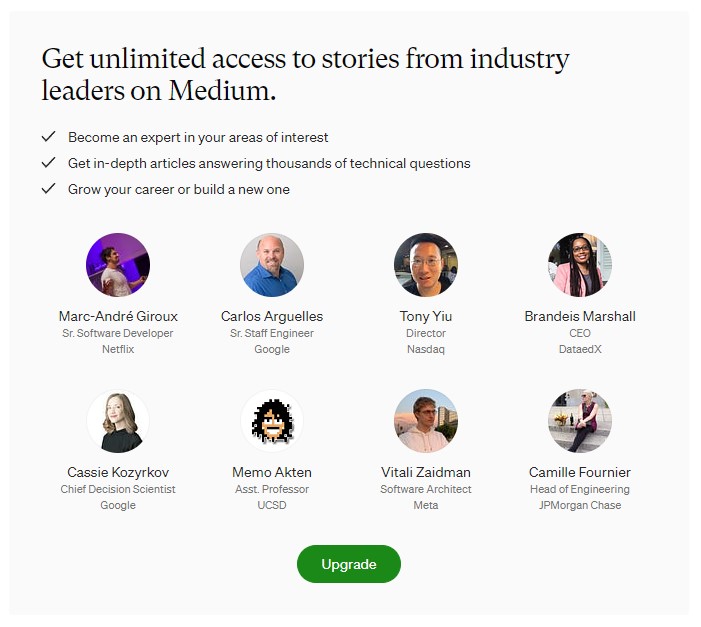 Get unlimited access to stories from industry
leaders on Medium.
Become an expert in your areas of interest
Get in-depth articles answering thousands of technical questions
Grow your career or build a new one
Marc-André Giroux
Sr. Software Developer
Netflix
Carlos Arguelles
Sr. Staff Engineer
Google
Tony Yiu
Director
Nasdaq
Brandeis Marshall
CEO
DataedX
Cassie Kozyrkov
Chief Decision Scientist
Google
Memo Akten
Asst. Professor
UCSD
Vitali Zaidman
Software Architect
Meta
Camille Fournier
Head of Engineering
JPMorgan Chase
Upgrade